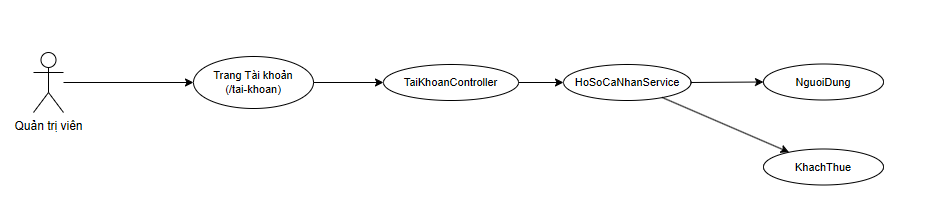 Quản trị viên
Trang Tài khoản
(/tai-khoan)
TaiKhoanController
HoSoCaNhanService
NguoiDung
KhachThue